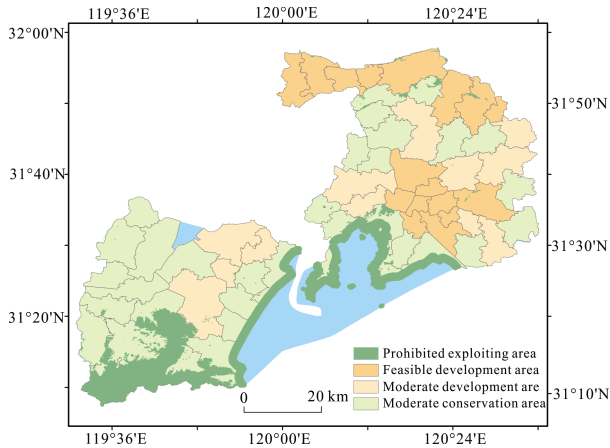 119°36'E 120°00'E 120°24'E
32°00'N
31°50'N
31°40'N
31°30'N
31°20'N
31°10'N
Prohibited exploiting area
Feasible development area
Moderate development are
Moderate conservation area
0 20 km
119°36'E 120°00'E 120°24'E